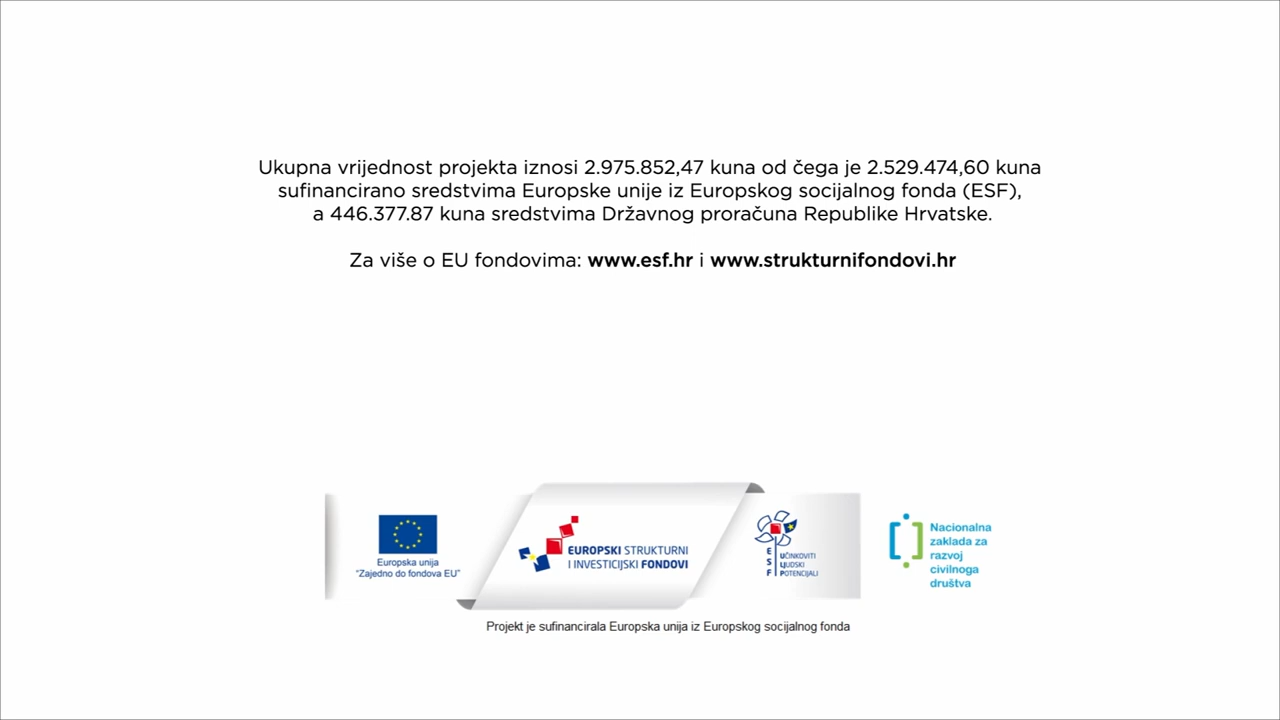 Ukupna vrijednost projekta iznosi 2.975.852,47 kuna od čega je 2.529.474,60 kuna
sufinancirano sredstvima Europske unije iz Europskog socijalnog fonda (ESF),
a 446.377.87 kuna sredstvima Državnog proračuna Republike Hrvatske.
Za više o EU fondovima: www.esf.hr i www.strukturnifondovi.hr
Europska unija
"Zajedno do fondova EU"
EUROPSKI STRUKTURNI
I INVESTICIJSKI FONDOVI
ESF
UČINKOVITI
LJUDSKI
POTENCIJALI
Nacionalna
zaklada za
razvoj
civilnoga
društva
Projekt je sufinancirala Europska unija iz Europskog socijalnog fonda